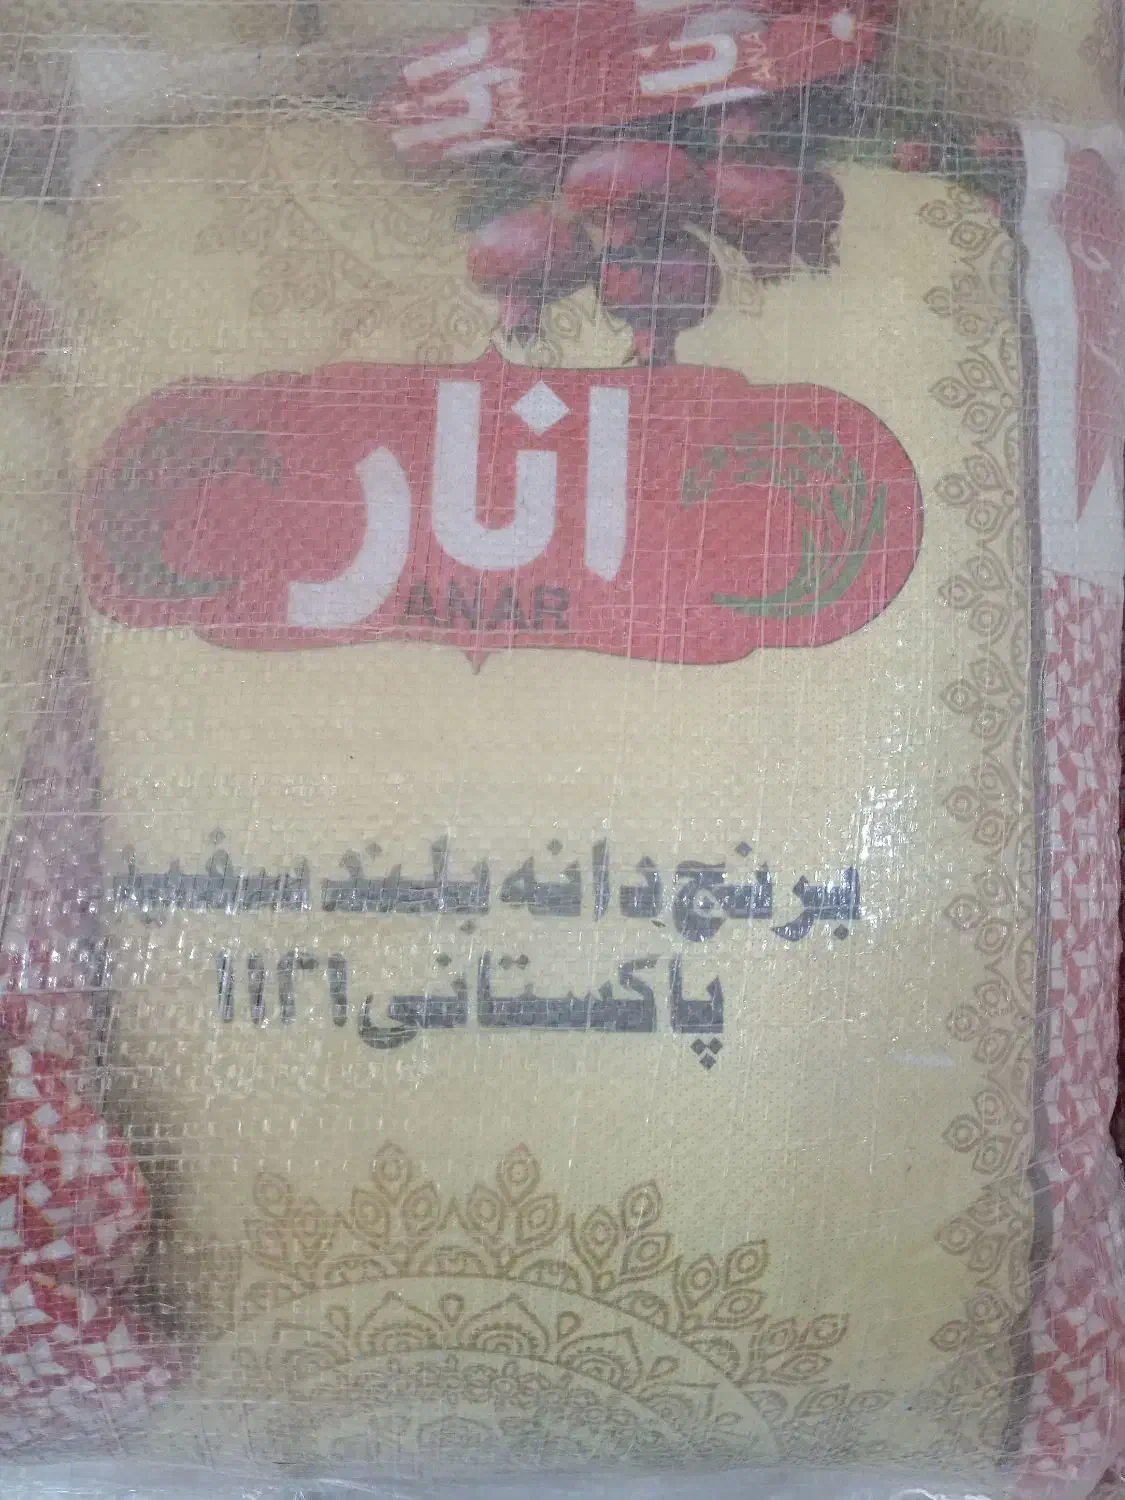 انار
ANAR
برنج دانه بلند سفید
پاکستانی ۱۱۲۱